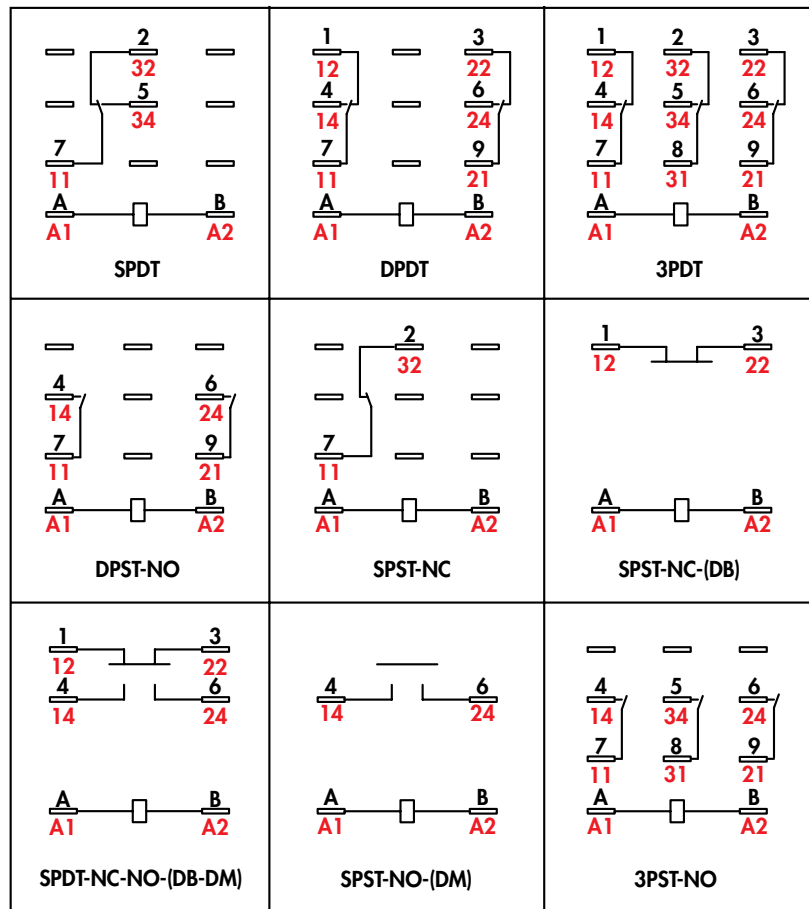 2
32
5
34
7
11
A B
A1 A2
SPDT
1 3
12 22
4 6
14 24
7 9
11 21
A B
A1 A2
DPDT
1 2 3
12 32 22
4 5 6
14 34 24
7 8 9
11 31 21
A B
A1 A2
3PDT
4 6
14 24
7 9
11 21
A B
A1 A2
DPST-NO
2
32
7
11
A B
A1 A2
SPST-NC
1 3
12 22
A B
A1 A2
SPST-NC-(DB)
1 3
12 22
4 6
14 24
A B
A1 A2
SPDT-NC-NO-(DB-DM)
4 6
14 24
A B
A1 A2
SPST-NO-(DM)
4 5 6
14 34 24
7 8 9
11 31 21
A B
A1 A2
3PST-NO